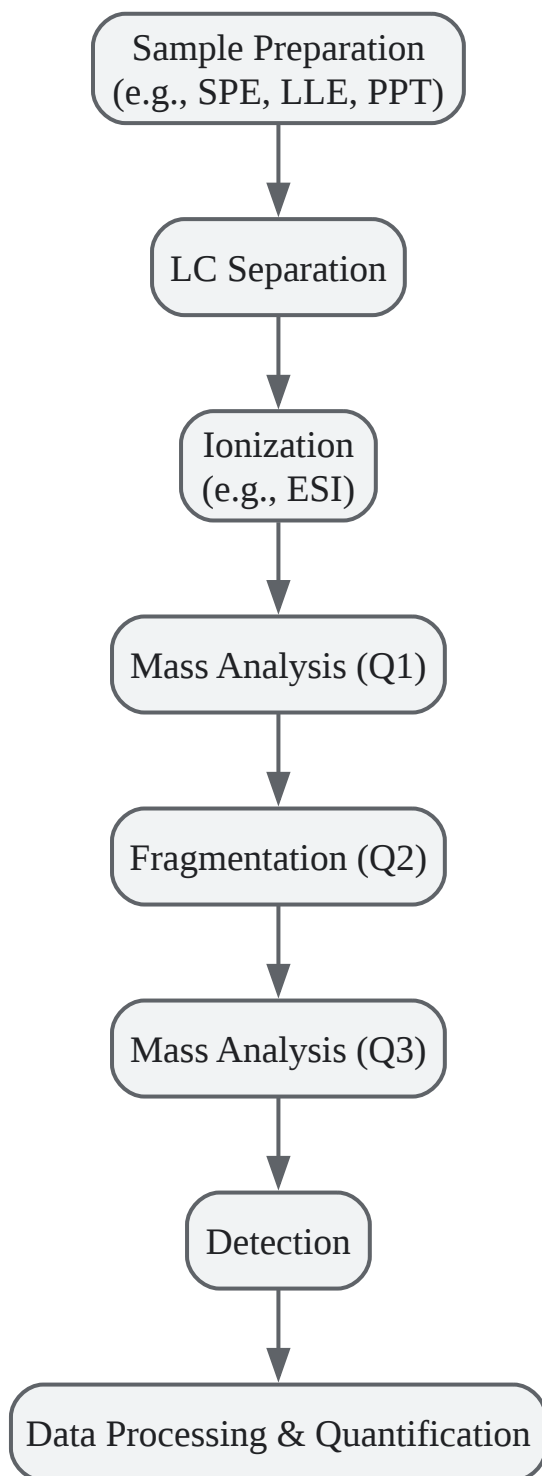 Sample Preparation
(e.g., SPE, LLE, PPT)
LC Separation
Ionization
(e.g., ESI)
Mass Analysis (Q1)
Fragmentation (Q2)
Mass Analysis (Q3)
Detection
Data Processing & Quantification